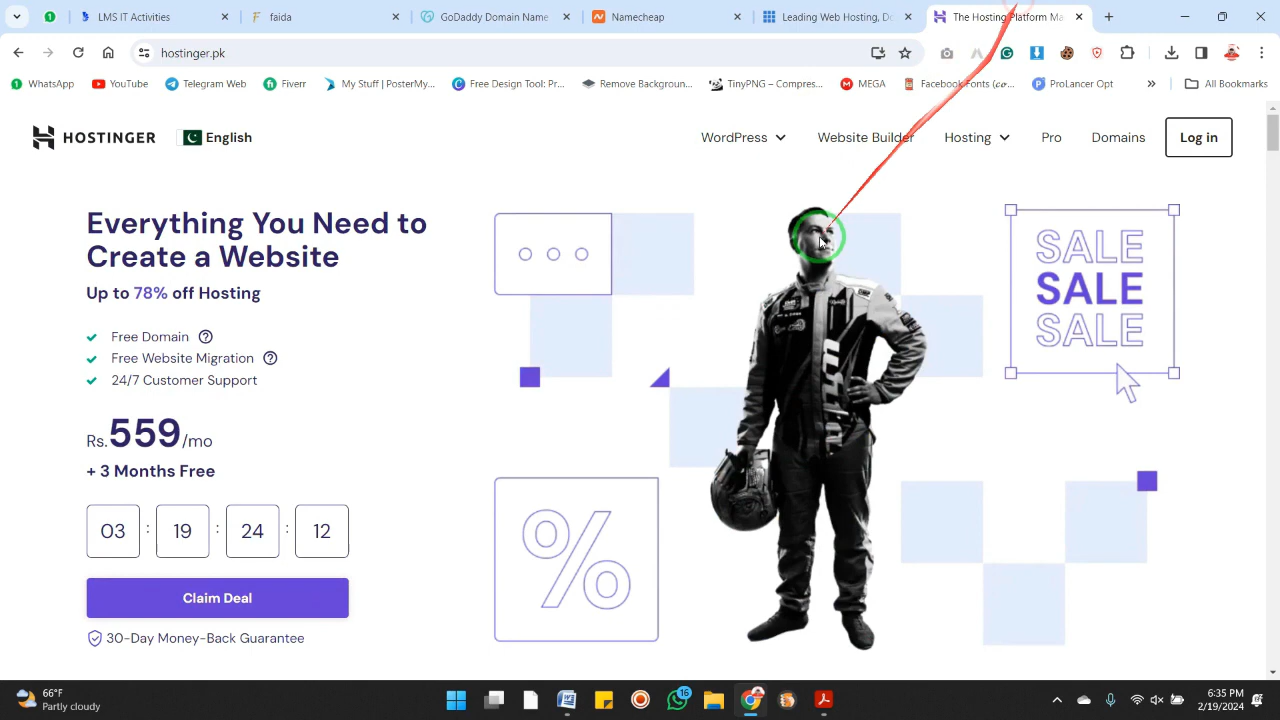 LMS IT Activities
faida
GoDaddy Domain Name
Namecheap
Leading Web Hosting, Do
The Hosting Platform Ma
hostinger.pk
WhatsApp
YouTube
Telegram Web
Fiverr
My Stuff | PosterMy...
Free Design Tool: Pr...
Remove Backgroun...
TinyPNG – Compres...
MEGA
Facebook Fonts (𝒄𝒐...
ProLancer Opt
All Bookmarks
HOSTINGER
English
WordPress
Website Builder
Hosting
Pro
Domains
Log in
Everything You Need to
Create a Website
Up to 78% off Hosting
Free Domain
Free Website Migration
24/7 Customer Support
Rs.559/mo
+ 3 Months Free
03 : 19 : 24 : 12
Claim Deal
30-Day Money-Back Guarantee
SALE
SALE
SALE
%
66°F
Partly cloudy
16
6:35 PM
2/19/2024